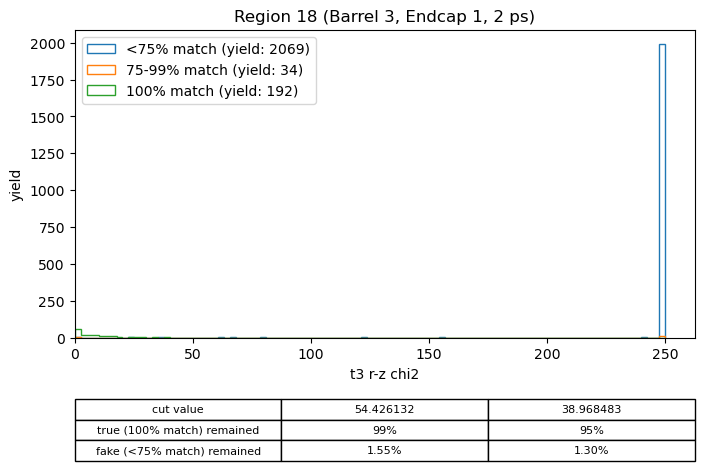 Region 18 (Barrel 3, Endcap 1, 2 ps)
<75% match (yield: 2069)
75-99% match (yield: 34)
100% match (yield: 192)
2000
1750
1500
1250
1000
750
500
250
0
yield
0 50 100 150 200 250
t3 r-z chi2
cut value 54.426132 38.968483
true (100% match) remained 99% 95%
fake (<75% match) remained 1.55% 1.30%